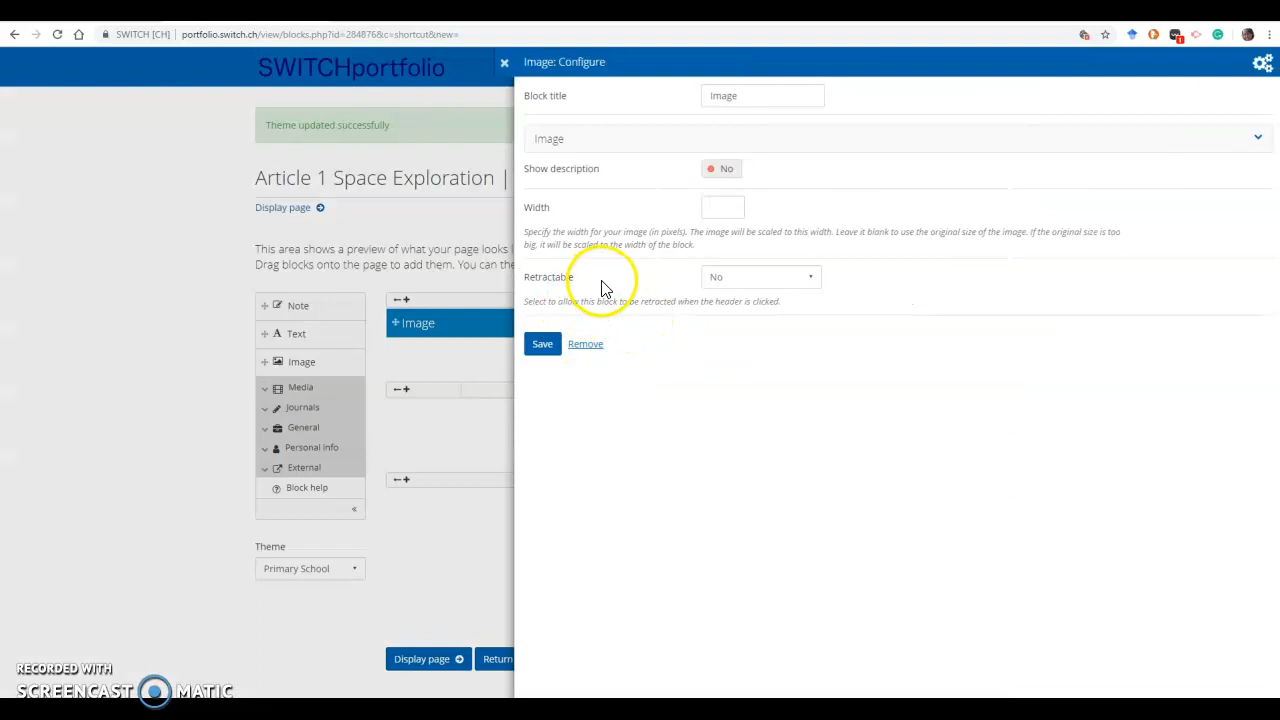 SWITCH [CH] portfolio.switch.ch/view/blocks.php?id=284876&c=shortcut&new=
SWITCHportfolio
Image: Configure
Theme updated successfully
Article 1 Space Exploration |
Display page
This area shows a preview of what your page looks l
Drag blocks onto the page to add them. You can the
Note
Text
Image
Media
Journals
General
Personal info
External
Block help
«
Theme
Primary School
Image
Display page
Return
Block title
Image
Image
Show description
No
Width
Specify the width for your image (in pixels). The image will be scaled to this width. Leave it blank to use the original size of the image. If the original size is too
big, it will be scaled to the width of the block.
Retractable
No
Select to allow this block to be retracted when the header is clicked.
Save
Remove
RECORDED WITH
SCREENCAST MATIC